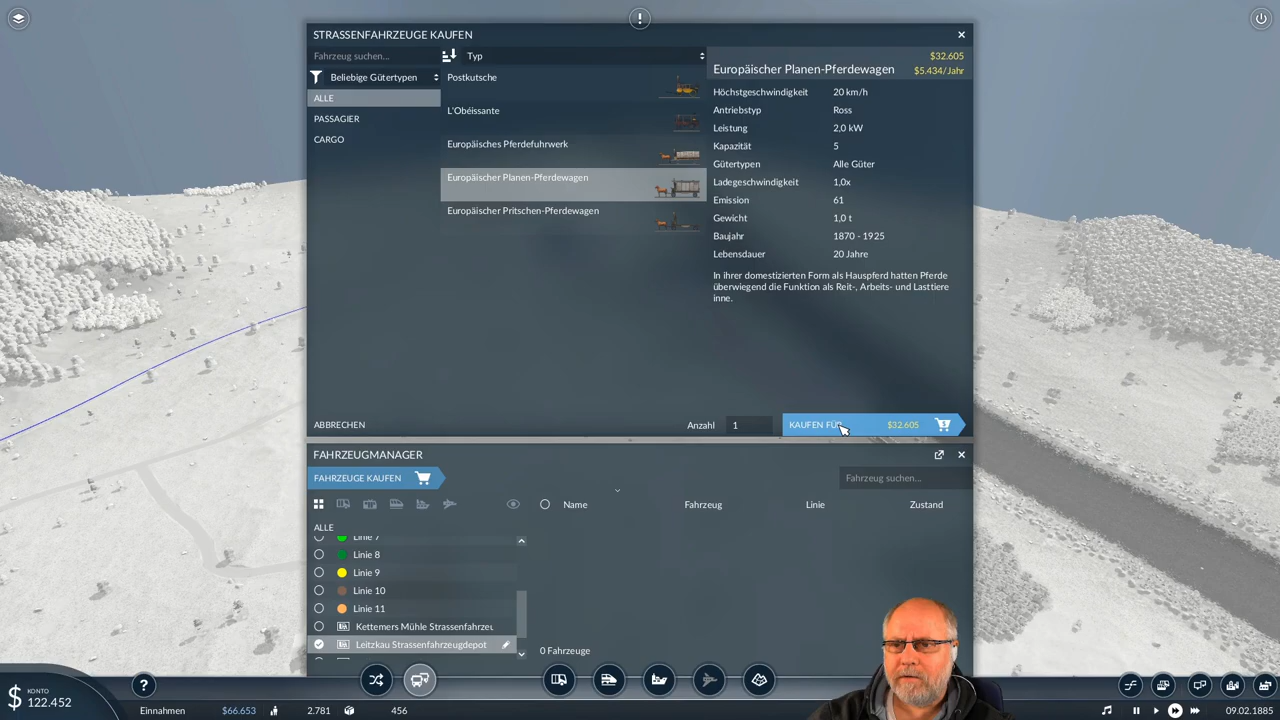 STRASSENFAHRZEUGE KAUFEN
Fahrzeug suchen...
Typ
Beliebige Gütertypen
ALLE
PASSAGIER
CARGO
Postkutsche
L'Obéissante
Europäisches Pferdefuhrwerk
Europäischer Planen-Pferdewagen
Europäischer Pritschen-Pferdewagen
$32.605
Europäischer Planen-Pferdewagen $5.434/Jahr
Höchstgeschwindigkeit 20 km/h
Antriebstyp Ross
Leistung 2,0 kW
Kapazität 5
Gütertypen Alle Güter
Ladegeschwindigkeit 1,0x
Emission 61
Gewicht 1,0 t
Baujahr 1870 - 1925
Lebensdauer 20 Jahre
In ihrer domestizierten Form als Hauspferd hatten Pferde
überwiegend die Funktion als Reit-, Arbeits- und Lasttiere
inne.
ABBRECHEN Anzahl 1 KAUFEN FÜR $32.605
FAHRZEUGMANAGER
FAHRZEUGE KAUFEN Fahrzeug suchen...
Name Fahrzeug Linie Zustand
ALLE
Linie 7
Linie 8
Linie 9
Linie 10
Linie 11
Kettemers Mühle Strassenfahrzeu
Leitzkau Strassenfahrzeugdepot
0 Fahrzeuge
$ KONTO
122.452
?
Einnahmen $66.653 2.781 456 09.02.1885